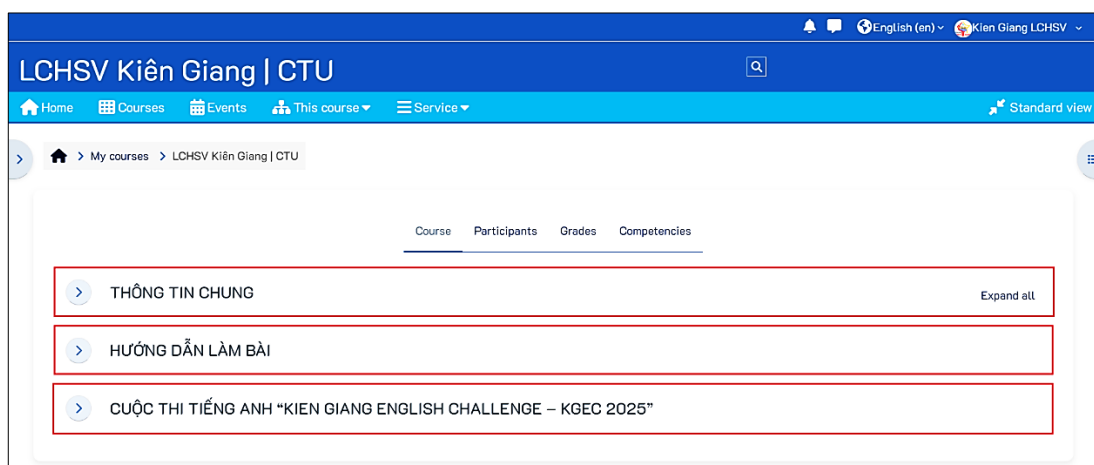 English (en) Kien Giang LCHSV
LCHSV Kiên Giang | CTU
Home Courses Events This course Service Standard view
My courses LCHSV Kiên Giang | CTU
Course Participants Grades Competencies
THÔNG TIN CHUNG Expand all
HƯỚNG DẪN LÀM BÀI
CUỘC THI TIẾNG ANH “KIEN GIANG ENGLISH CHALLENGE – KGEC 2025”